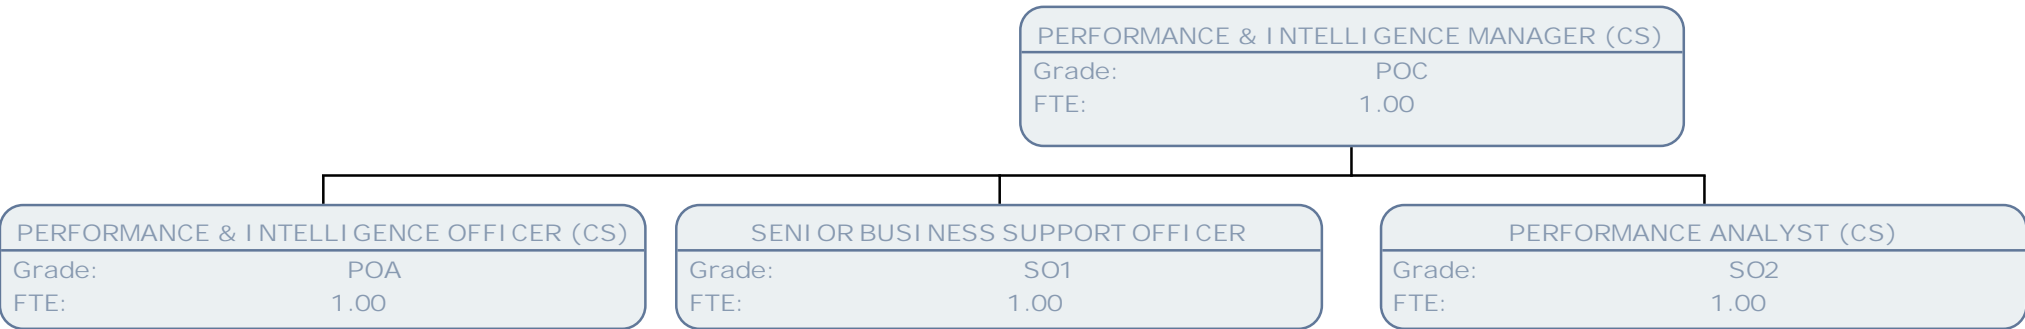 PERFORMANCE & INTELLIGENCE MANAGER (CS)
Grade: POC
FTE: 1.00
PERFORMANCE & INTELLIGENCE OFFICER (CS)
Grade: POA
FTE: 1.00
SENIOR BUSINESS SUPPORT OFFICER
Grade: SO1
FTE: 1.00
PERFORMANCE ANALYST (CS)
Grade: SO2
FTE: 1.00